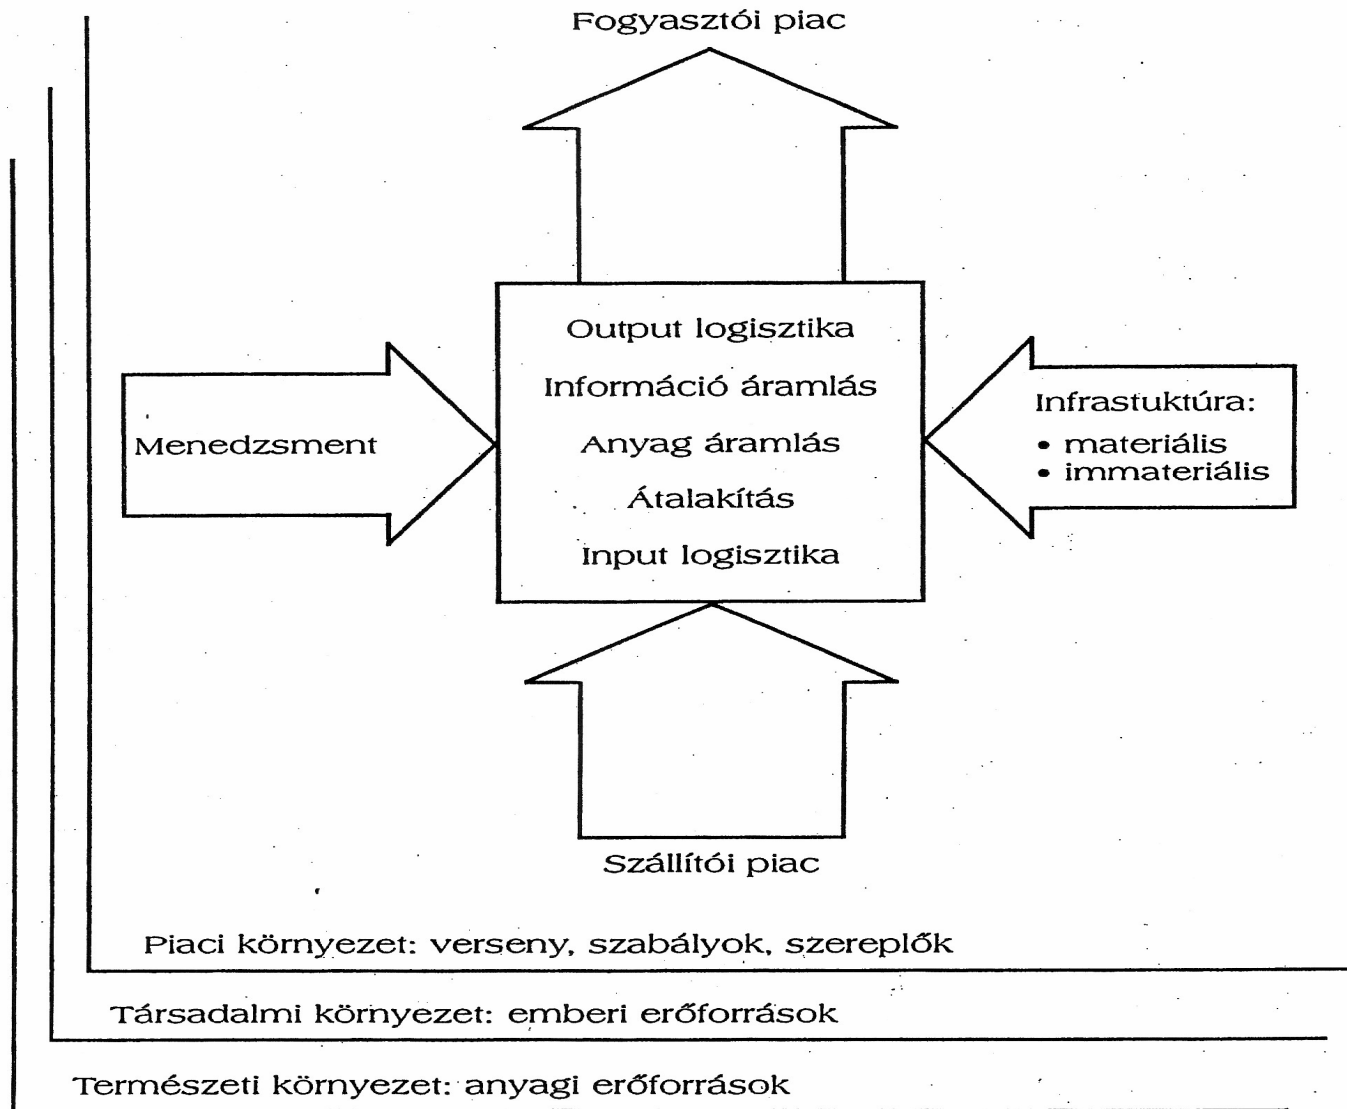 Fogyasztói piac
Output logisztika
Információ áramlás
Anyag áramlás
Átalakítás
Input logisztika
Menedzsment
Infrastuktúra:
• materiális
• immateriális
Szállítói piac
Piaci környezet: verseny, szabályok, szereplők
Társadalmi környezet: emberi erőforrások
Természeti környezet: anyagi erőforrások